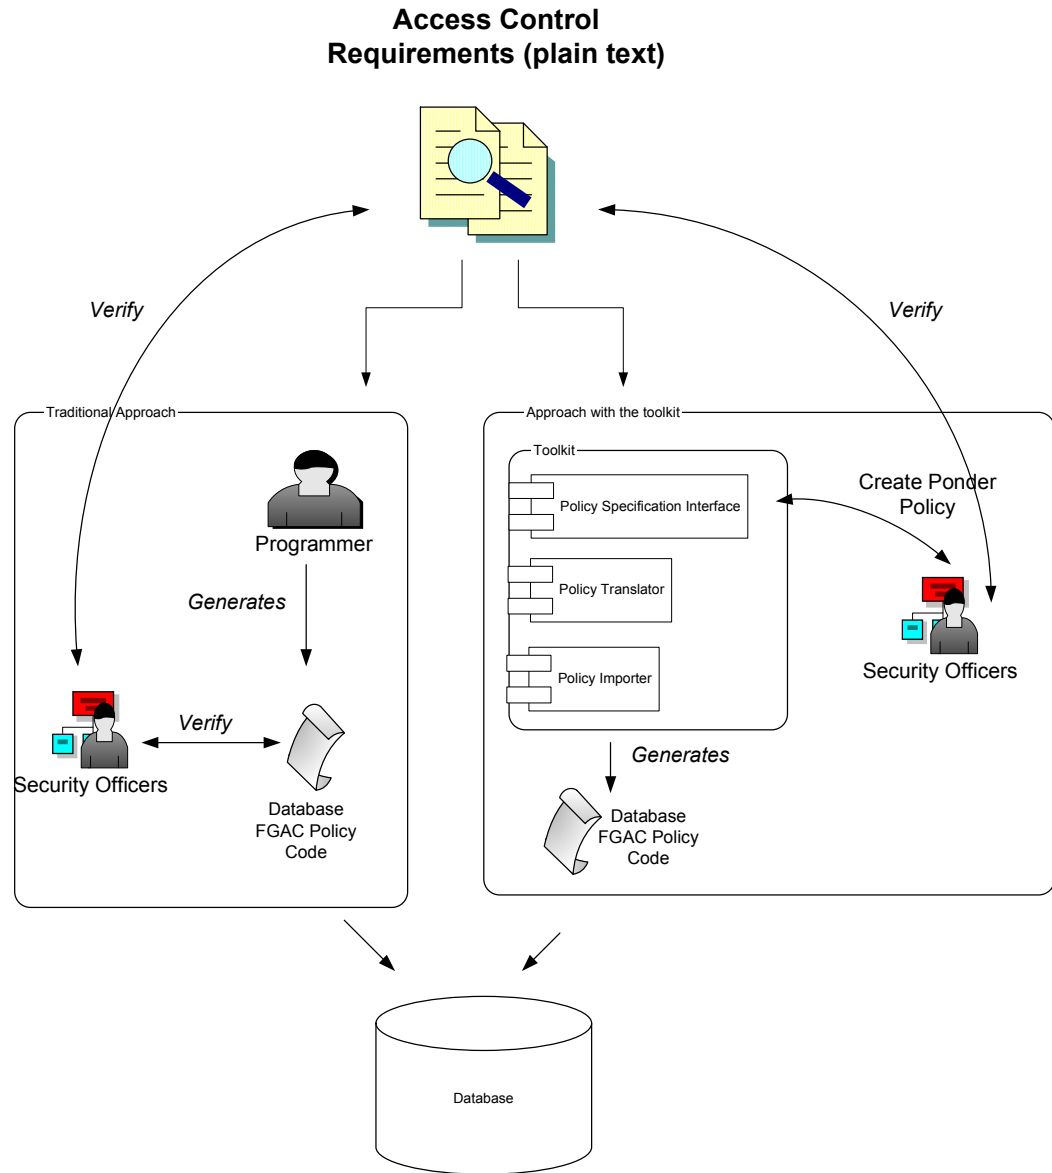 Access Control
Requirements (plain text)
Verify
Verify
Traditional Approach
Programmer
Generates
Verify
Security Officers
Database
FGAC Policy
Code
Approach with the toolkit
Toolkit
Policy Specification Interface
Policy Translator
Policy Importer
Create Ponder
Policy
Security Officers
Generates
Database
FGAC Policy
Code
Database